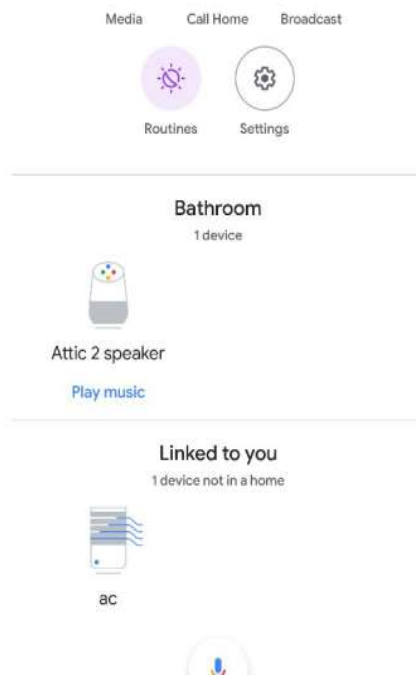 Media Call Home Broadcast
Routines Settings
Bathroom
1 device
Attic 2 speaker
Play music
Linked to you
1 device not in a home
ac